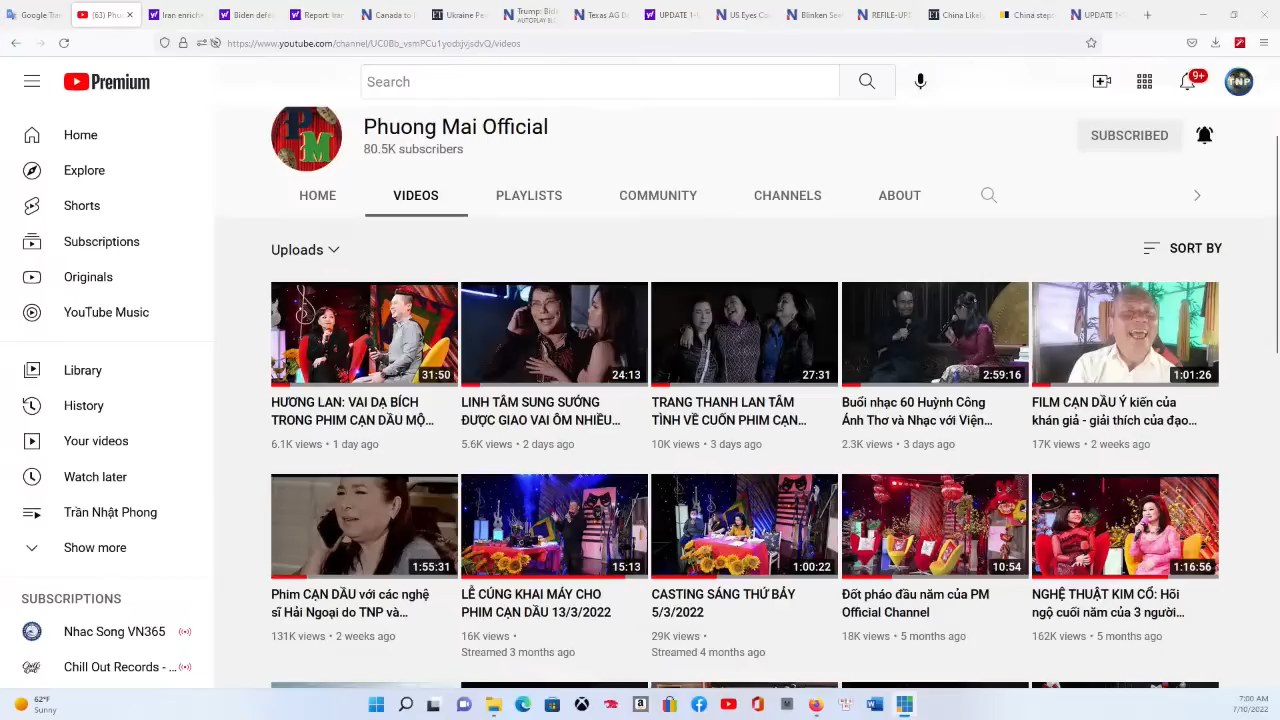 Google Tra
(63) Phu
Iran enriche
Biden defe
Report: Iran
Canada to
Ukraine Pe
Trump: Bide
AUTOPLAY
Texas AG D
UPDATE 1-
US Eyes Co
Blinken See
REFILE-UP
China Likel
China step
UPDATE 1-
https://www.youtube.com/channel/UC0Bb_vsmPCu1yodxjvjsdvQ/videos
Premium
Search
9+
TNP
Home
Explore
Shorts
Subscriptions
Originals
YouTube Music
Library
History
Your videos
Watch later
Trần Nhật Phong
Show more
SUBSCRIPTIONS
Nhac Song VN365
Chill Out Records - ...
PM
Phuong Mai Official
80.5K subscribers
SUBSCRIBED
HOME
VIDEOS
PLAYLISTS
COMMUNITY
CHANNELS
ABOUT
Uploads
SORT BY
31:50
HƯƠNG LAN: VAI DẠ BÍCH
TRONG PHIM CẠN DẦU MỘ...
6.1K views • 1 day ago
24:13
LINH TÂM SUNG SƯỚNG
ĐƯỢC GIAO VAI ÔM NHIỀU...
5.6K views • 2 days ago
27:31
TRANG THANH LAN TÂM
TÌNH VỀ CUỐN PHIM CẠN...
10K views • 3 days ago
2:59:16
Buổi nhạc 60 Huỳnh Công
Ánh Thơ và Nhạc với Viện...
2.3K views • 3 days ago
1:01:26
FILM CẠN DẦU Ý kiến của
khán giả - giải thích của đạo...
17K views • 2 weeks ago
1:55:31
Phim CẠN DẦU với các nghệ
sĩ Hải Ngoại do TNP và...
131K views • 2 weeks ago
15:13
LỄ CÚNG KHAI MÁY CHO
PHIM CẠN DẦU 13/3/2022
16K views •
Streamed 3 months ago
1:00:22
CASTING SÁNG THỨ BẢY
5/3/2022
29K views •
Streamed 4 months ago
10:54
Đốt pháo đầu năm của PM
Official Channel
18K views • 5 months ago
1:16:56
NGHỆ THUẬT KIM CỔ: Hồi
ngộ cuối năm của 3 người...
162K views • 5 months ago
62°F
Sunny
7:00 AM
7/10/2022